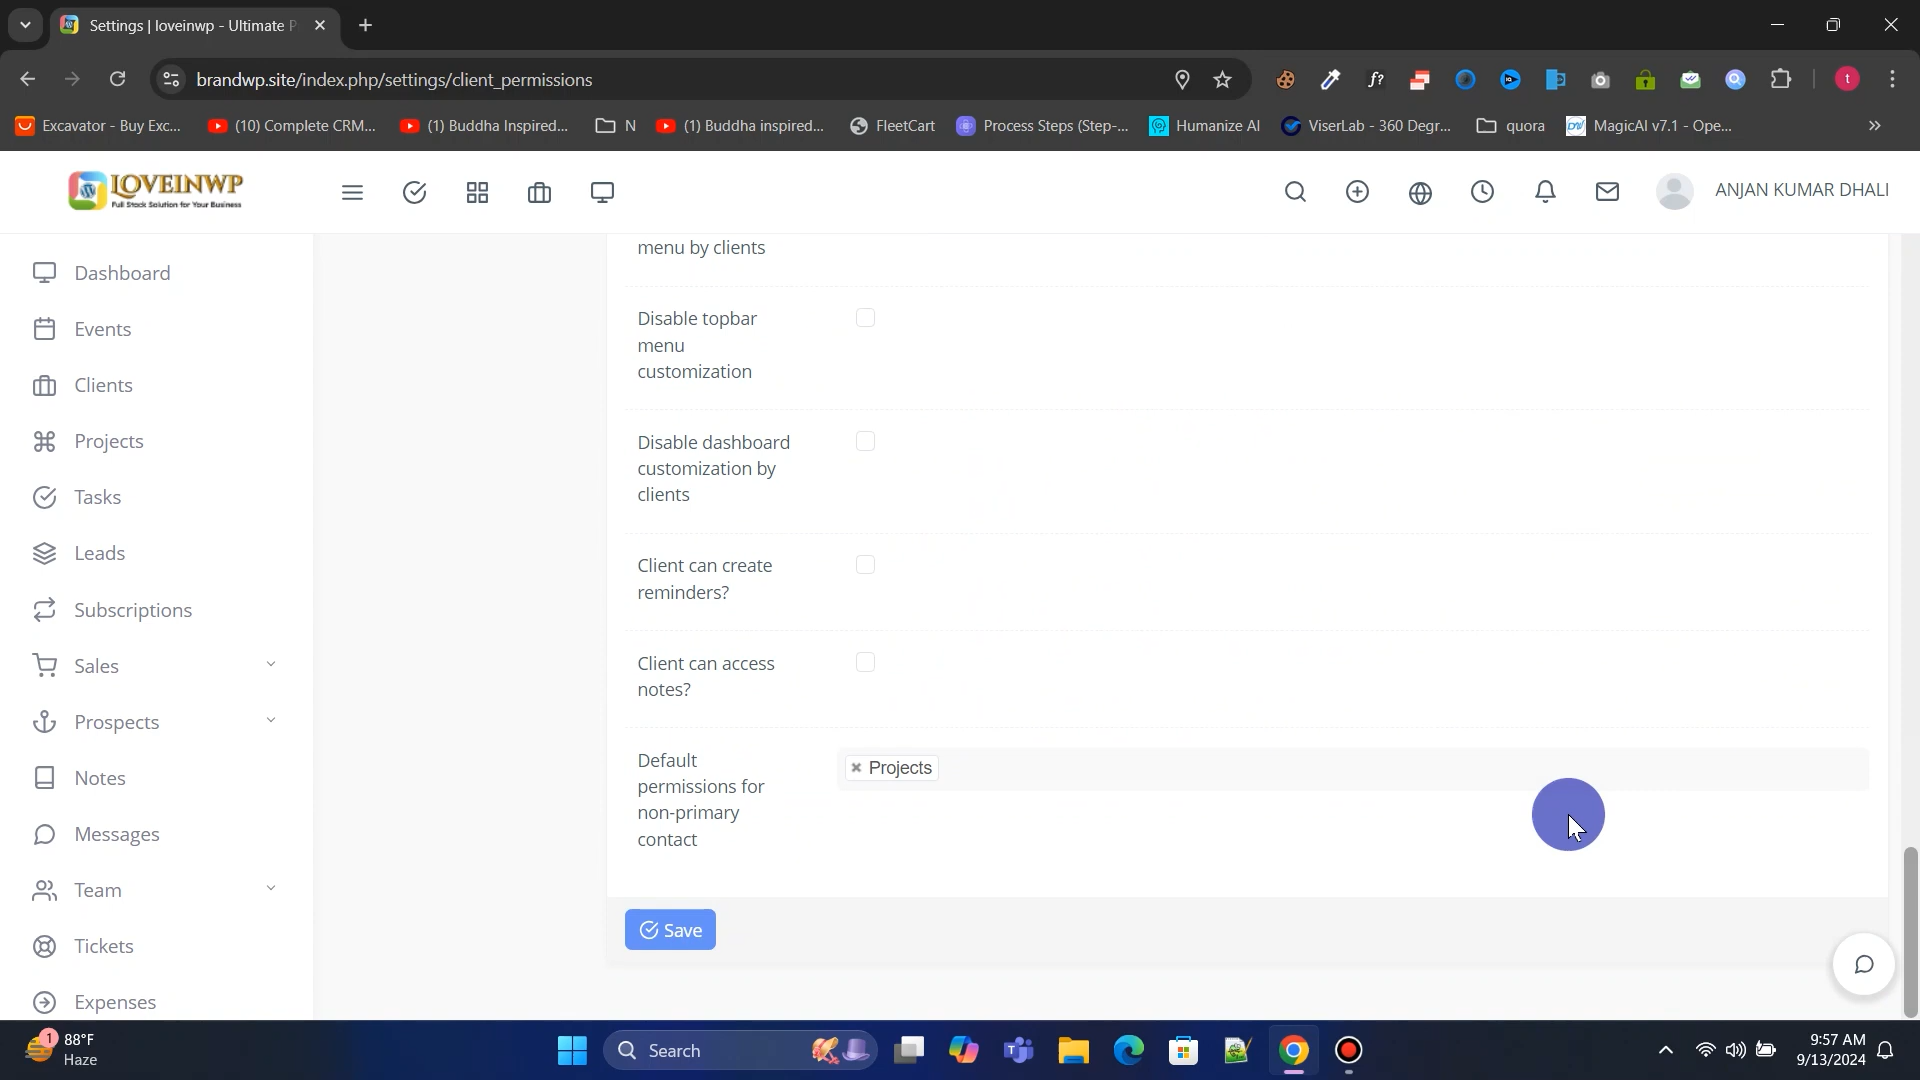 Settings | loveinwp - Ultimate P
brandwp.site/index.php/settings/client_permissions
f?
IQ
t
Excavator - Buy Exc...
(10) Complete CRM...
(1) Buddha Inspired...
N
(1) Buddha inspired...
FleetCart
Process Steps (Step-...
Humanize AI
ViserLab - 360 Degr...
quora
MagicAI v7.1 - Ope...
»
LOVEINWP
Full Stack Solution for Your Business
ANJAN KUMAR DHALI
Dashboard
Events
Clients
Projects
Tasks
Leads
Subscriptions
Sales
Prospects
Notes
Messages
Team
Tickets
Expenses
menu by clients
Disable topbar
menu
customization
Disable dashboard
customization by
clients
Client can create
reminders?
Client can access
notes?
Default
permissions for
non-primary
contact
Projects
Save
1
88°F
Haze
Search
9:57 AM
9/13/2024